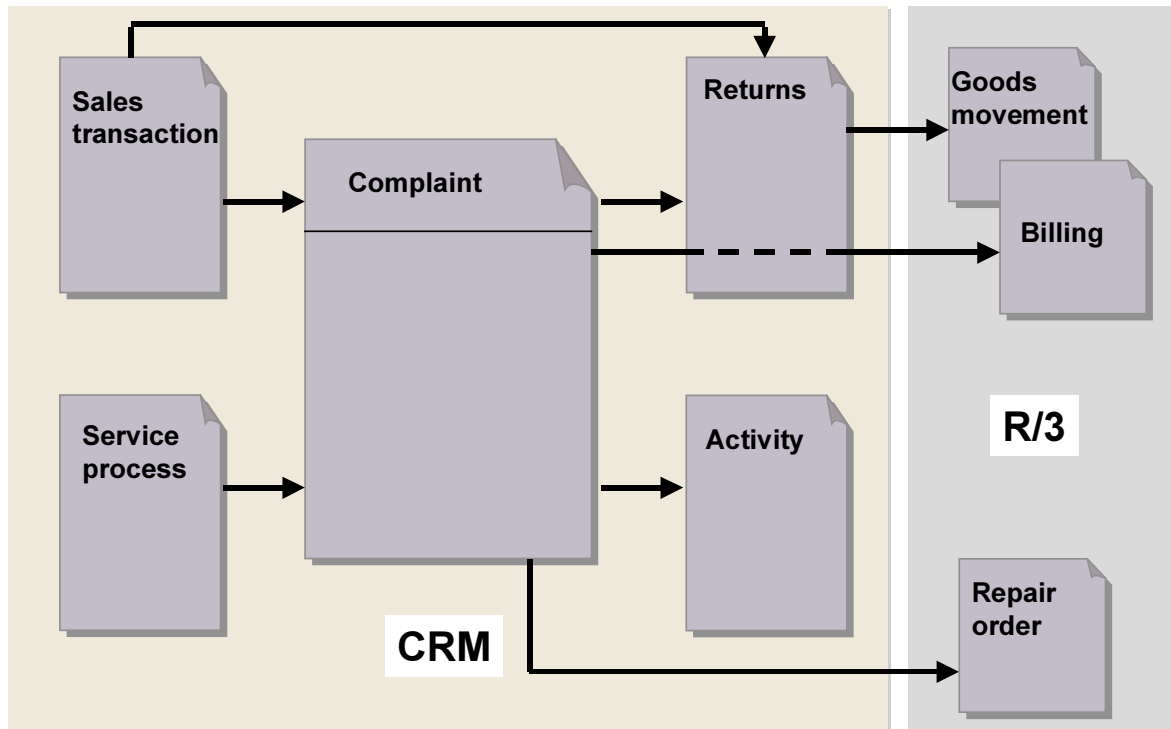 Sales
transaction
Complaint
Returns
Goods
movement
Billing
Service
process
Activity
R/3
Repair
order
CRM